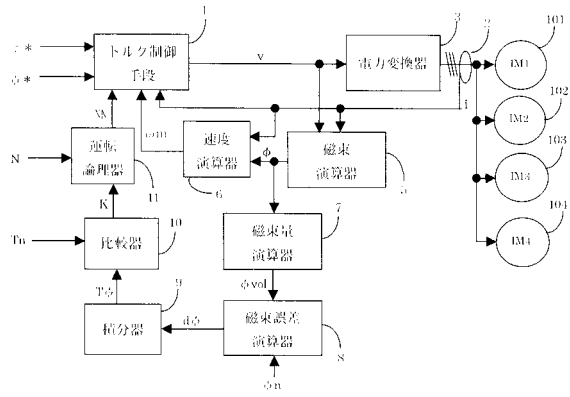 1
3
2
101
τ*
トルク制御
手段
v
電力変換器
IM1
φ*
102
i
NN
ωm
速度
演算器
磁束
演算器
IM2
運転
論理器
φ
103
N
11
6
5
IM3
K
7
10
104
Tn
比較器
磁束量
演算器
IM4
Tφ
9
φvol
積分器
dφ
磁束誤差
演算器
8
φn